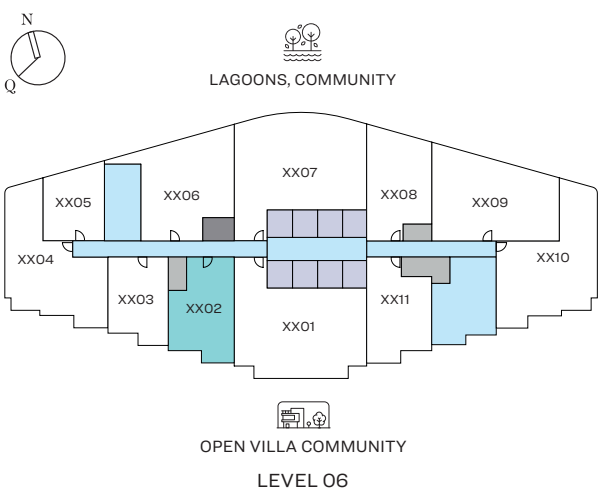 N
Q
LAGOONS, COMMUNITY
XX07
XX06
XX08
XX05
XX09
XX04
XX10
XX03
XX02
XX11
XX01
OPEN VILLA COMMUNITY
LEVEL 06